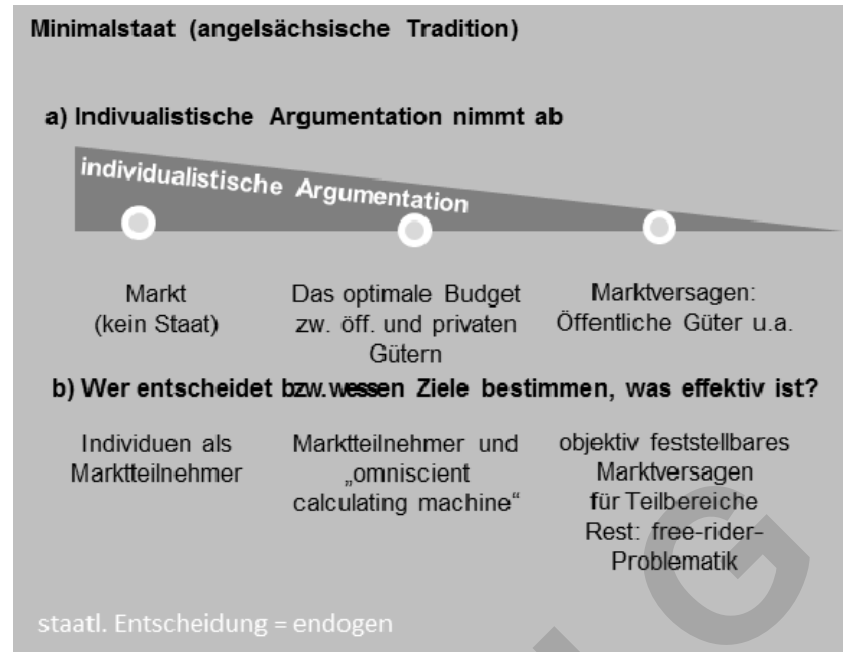 Minimalstaat (angelsächsische Tradition)
a) Indivualistische Argumentation nimmt ab
individualistische Argumentation
Markt
(kein Staat)
Das optimale Budget
zw. öff. und privaten
Gütern
Marktversagen:
Öffentliche Güter u.a.
b) Wer entscheidet bzw. wessen Ziele bestimmen, was effektiv ist?
Individuen als
Marktteilnehmer
Marktteilnehmer und
„omniscient
calculating machine“
objektiv feststellbares
Marktversagen
für Teilbereiche
Rest: free-rider-
Problematik
staatl. Entscheidung = endogen